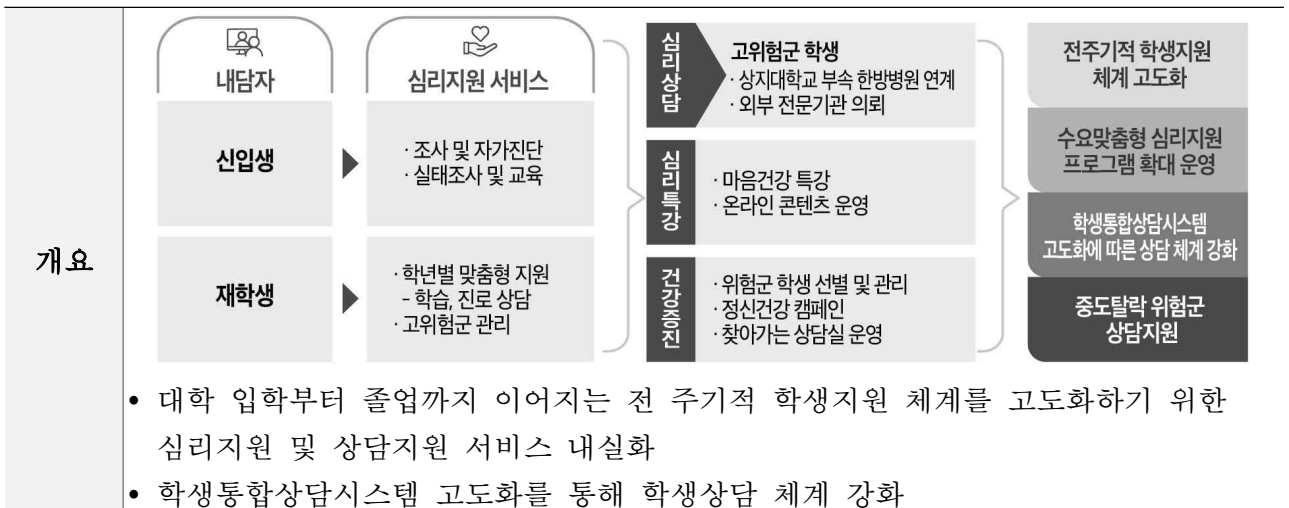 개요
내담자
심리지원 서비스
신입생
· 조사 및 자가진단
· 실태조사 및 교육
재학생
· 학년별 맞춤형 지원
- 학습, 진로 상담
· 고위험군 관리
심리상담
고위험군 학생
· 상지대학교 부속 한방병원 연계
· 외부 전문기관 의뢰
심리특강
· 마음건강 특강
· 온라인 콘텐츠 운영
건강증진
· 위험군 학생 선별 및 관리
· 정신건강 캠페인
· 찾아가는 상담실 운영
전주기적 학생지원
체계 고도화
수요맞춤형 심리지원
프로그램 확대 운영
학생통합상담시스템
고도화에 따른 상담 체계 강화
중도탈락 위험군
상담지원
• 대학 입학부터 졸업까지 이어지는 전 주기적 학생지원 체계를 고도화하기 위한
심리지원 및 상담지원 서비스 내실화
• 학생통합상담시스템 고도화를 통해 학생상담 체계 강화